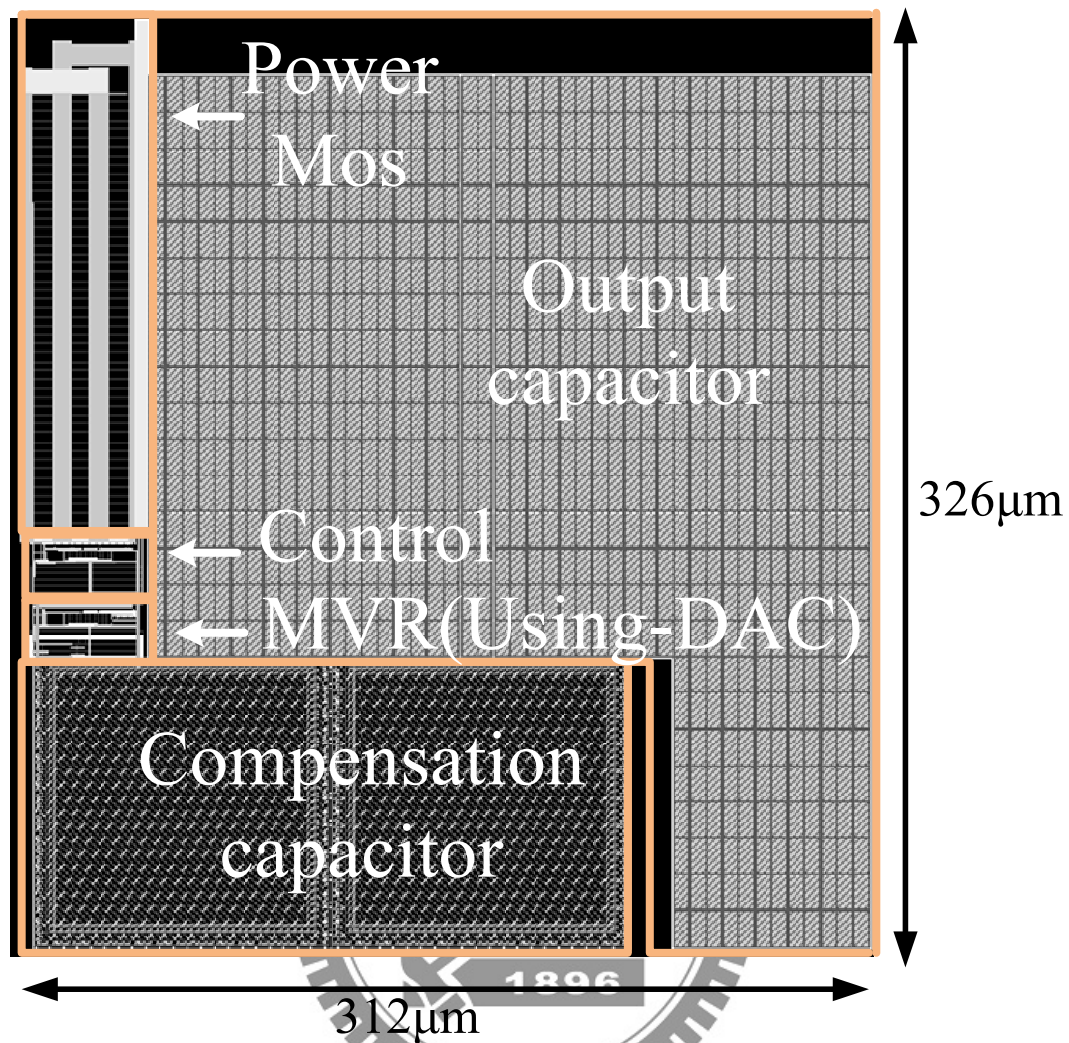 Power
Mos
Output
capacitor
326μm
Control
MVR(Using-DAC)
Compensation
capacitor
1896
312μm